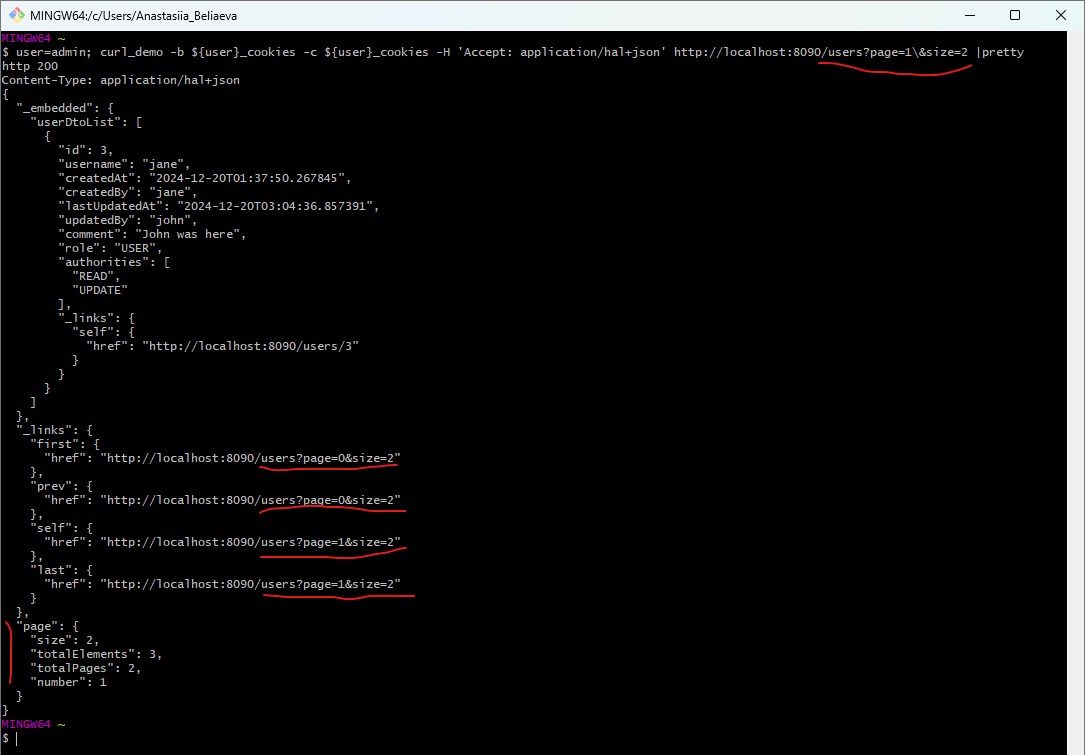 MINGW64:/c/Users/Anastasiia_Beliaeva
MINGW64 ~
$ user=admin; curl_demo -b ${user}_cookies -c ${user}_cookies -H 'Accept: application/hal+json' http://localhost:8090/users?page=1\&size=2 |pretty
http 200
Content-Type: application/hal+json
{
  "_embedded": {
    "userDtoList": [
      {
        "id": 3,
        "username": "jane",
        "createdAt": "2024-12-20T01:37:50.267845",
        "createdBy": "jane",
        "lastUpdatedAt": "2024-12-20T03:04:36.857391",
        "updatedBy": "john",
        "comment": "John was here",
        "role": "USER",
        "authorities": [
          "READ",
          "UPDATE"
        ],
        "_links": {
          "self": {
            "href": "http://localhost:8090/users/3"
          }
        }
      }
    ]
  },
  "_links": {
    "first": {
      "href": "http://localhost:8090/users?page=0&size=2"
    },
    "prev": {
      "href": "http://localhost:8090/users?page=0&size=2"
    },
    "self": {
      "href": "http://localhost:8090/users?page=1&size=2"
    },
    "last": {
      "href": "http://localhost:8090/users?page=1&size=2"
    }
  },
  "page": {
    "size": 2,
    "totalElements": 3,
    "totalPages": 2,
    "number": 1
  }
}
MINGW64 ~
$